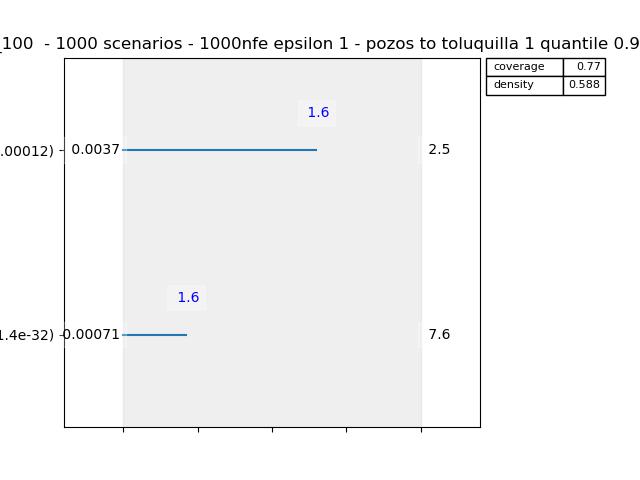 _100 - 1000 scenarios - 1000nfe epsilon 1 - pozos to toluquilla 1 quantile 0.9
coverage 0.77
density 0.588
1.6
.00012) 0.0037 2.5
1.6
1.4e-32) 0.00071 7.6